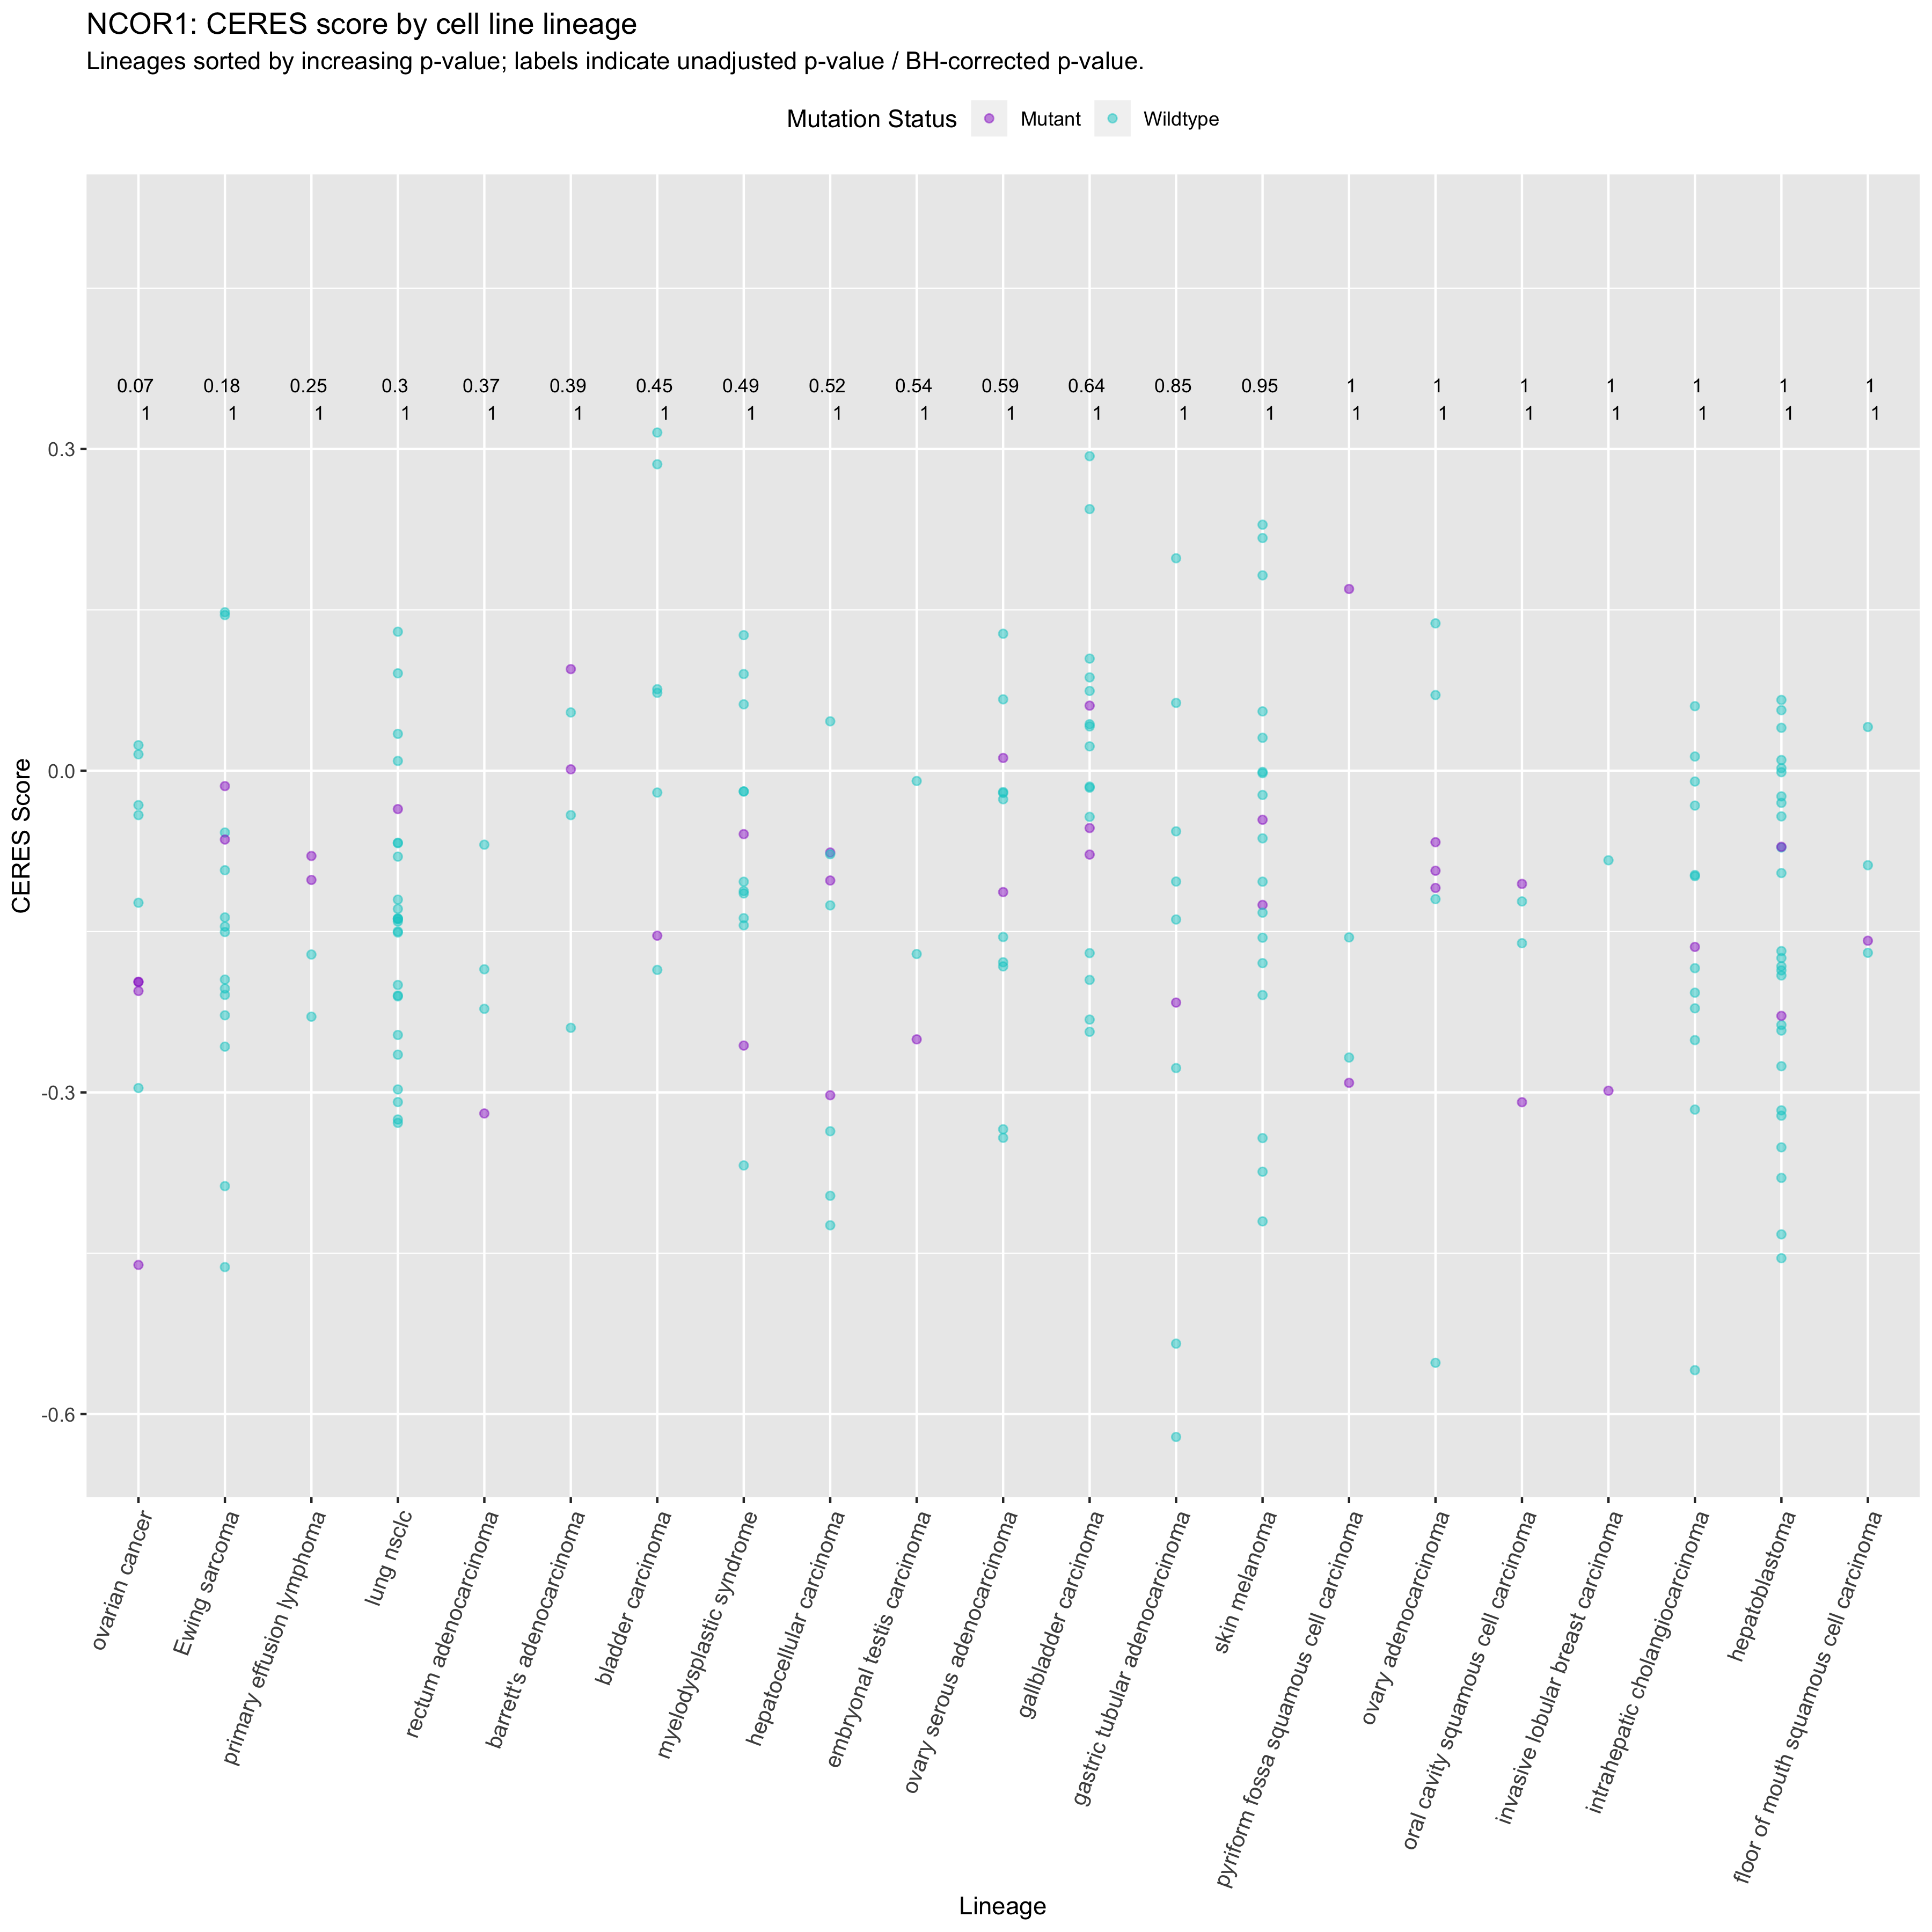 NCOR1: CERES score by cell line lineage
Lineages sorted by increasing p-value; labels indicate unadjusted p-value / BH-corrected p-value.
Mutation Status Mutant Wildtype
0.07 0.18 0.25 0.3 0.37 0.39 0.45 0.49 0.52 0.54 0.59 0.64 0.85 0.95 1 1 1 1 1 1 1
1 1 1 1 1 1 1 1 1 1 1 1 1 1 1 1 1 1 1 1 1
0.3
0.0
-0.3
-0.6
CERES Score
ovarian cancer
Ewing sarcoma
primary effusion lymphoma
lung nsclc
rectum adenocarcinoma
barrett's adenocarcinoma
bladder carcinoma
myelodysplastic syndrome
hepatocellular carcinoma
embryonal testis carcinoma
ovary serous adenocarcinoma
gallbladder carcinoma
gastric tubular adenocarcinoma
skin melanoma
pyriform fossa squamous cell carcinoma
ovary adenocarcinoma
oral cavity squamous cell carcinoma
invasive lobular breast carcinoma
intrahepatic cholangiocarcinoma
hepatoblastoma
floor of mouth squamous cell carcinoma
Lineage